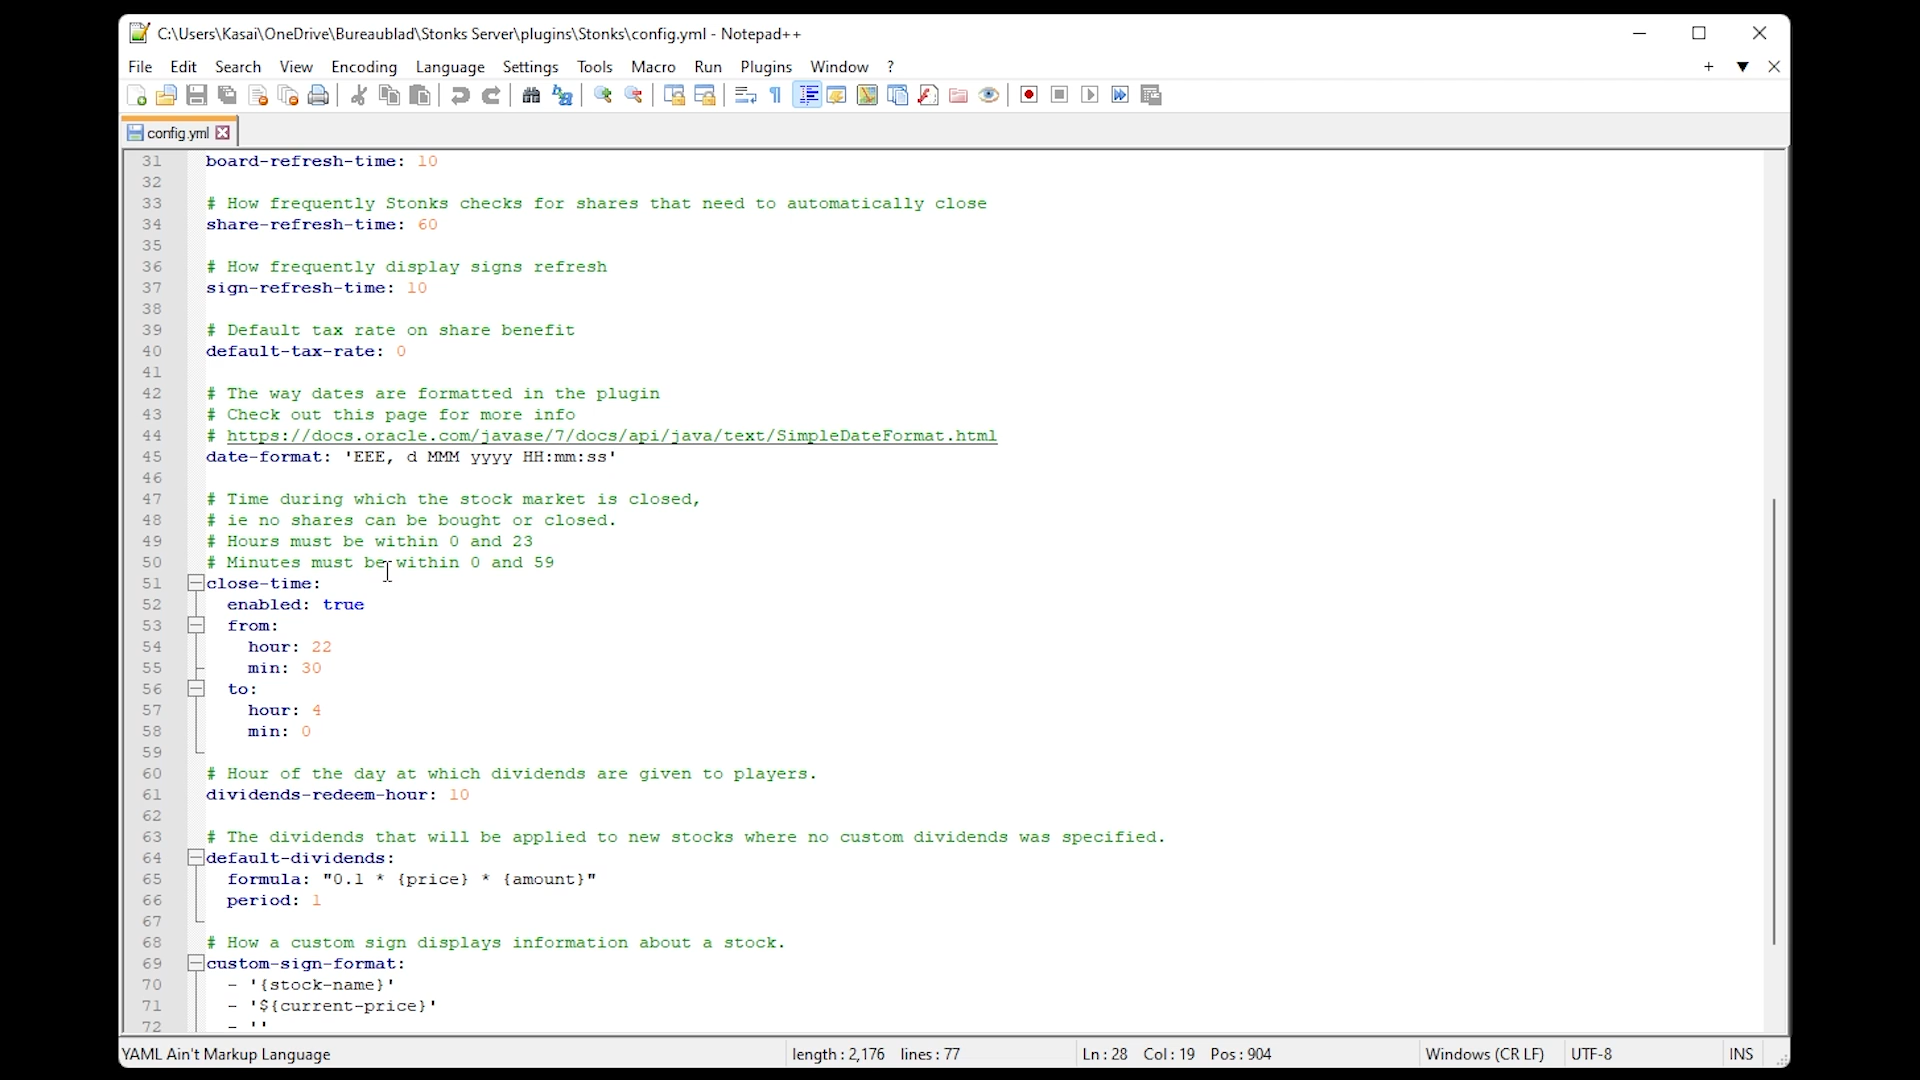 C:\Users\Kasai\OneDrive\Bureaublad\Stonks Server\plugins\Stonks\config.yml - Notepad++
File Edit Search View Encoding Language Settings Tools Macro Run Plugins Window ?
config.yml
31 board-refresh-time: 10
32
33 # How frequently Stonks checks for shares that need to automatically close
34 share-refresh-time: 60
35
36 # How frequently display signs refresh
37 sign-refresh-time: 10
38
39 # Default tax rate on share benefit
40 default-tax-rate: 0
41
42 # The way dates are formatted in the plugin
43 # Check out this page for more info
44 # https://docs.oracle.com/javase/7/docs/api/java/text/SimpleDateFormat.html
45 date-format: 'EEE, d MMM yyyy HH:mm:ss'
46
47 # Time during which the stock market is closed,
48 # ie no shares can be bought or closed.
49 # Hours must be within 0 and 23
50 # Minutes must be within 0 and 59
51 close-time:
52 enabled: true
53 from:
54 hour: 22
55 min: 30
56 to:
57 hour: 4
58 min: 0
59
60 # Hour of the day at which dividends are given to players.
61 dividends-redeem-hour: 10
62
63 # The dividends that will be applied to new stocks where no custom dividends was specified.
64 default-dividends:
65 formula: "0.1 * {price} * {amount}"
66 period: 1
67
68 # How a custom sign displays information about a stock.
69 custom-sign-format:
70 - '{stock-name}'
71 - '${current-price}'
72 - ''
YAML Ain't Markup Language length : 2,176 lines : 77 Ln : 28 Col : 19 Pos : 904 Windows (CR LF) UTF-8 INS